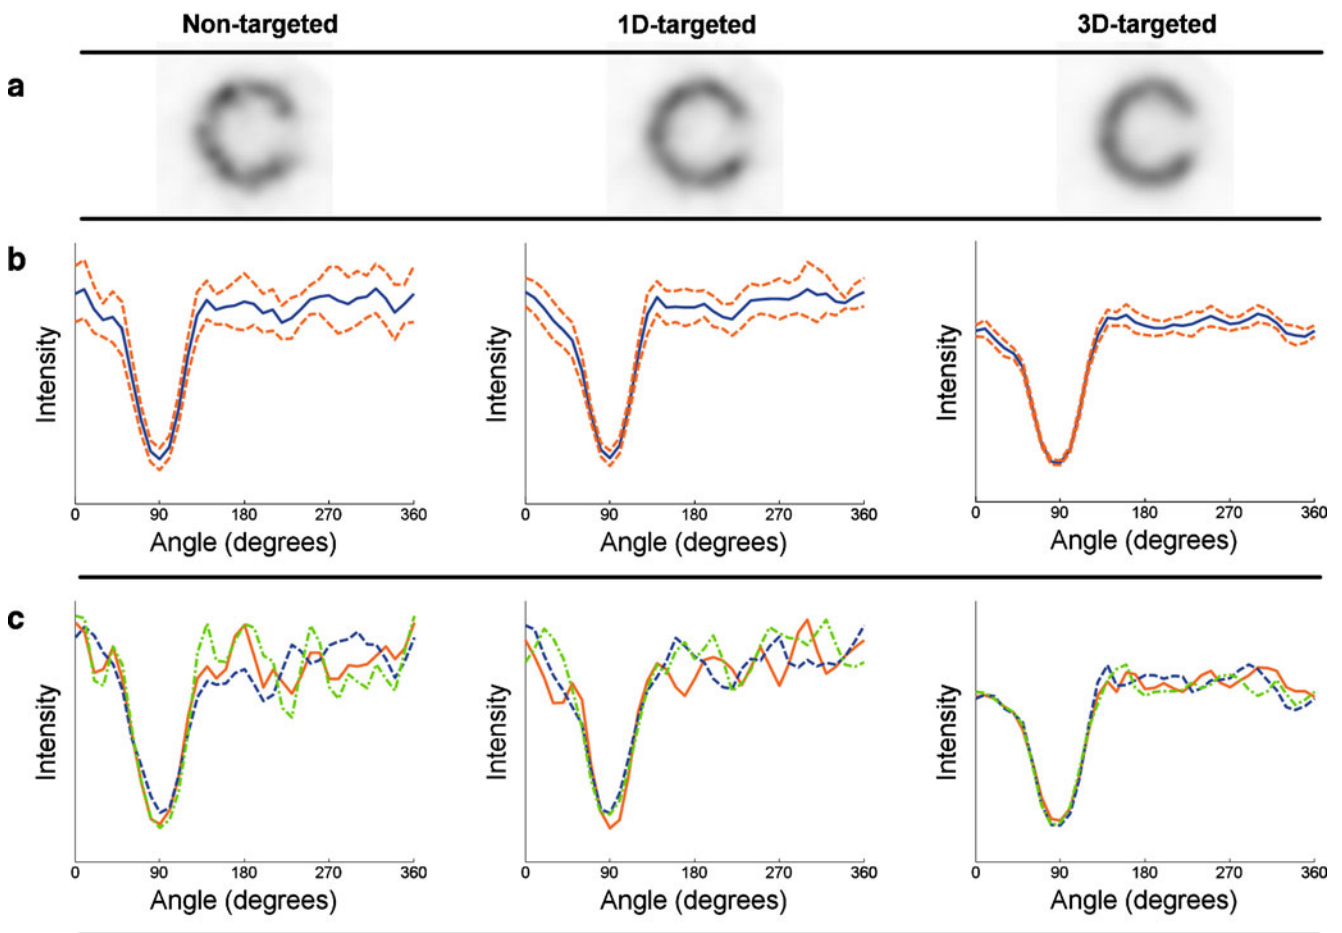 Non-targeted 1D-targeted 3D-targeted
a
b
Intensity Intensity Intensity
0 90 180 270 360 0 90 180 270 360 0 90 180 270 360
Angle (degrees) Angle (degrees) Angle (degrees)
c
Intensity Intensity Intensity
0 90 180 270 360 0 90 180 270 360 0 90 180 270 360
Angle (degrees) Angle (degrees) Angle (degrees)